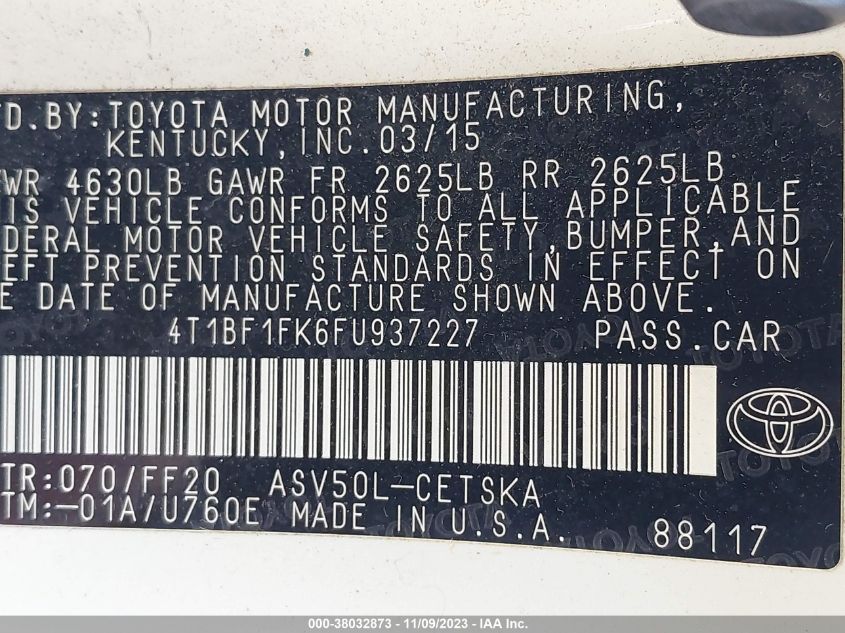 FD.BY:TOYOTA MOTOR MANUFACTURING,
KENTUCKY,INC.03/15
VWR 4630LB GAWR FR 2625LB RR 2625LB
IS VEHICLE CONFORMS TO ALL APPLICABLE
DERAL MOTOR VEHICLE SAFETY,BUMPER,AND
EFT PREVENTION STANDARDS IN EFFECT ON
E DATE OF MANUFACTURE SHOWN ABOVE.
4T1BF1FK6FU937227 PASS.CAR
TR:070/FF20 ASV50L-CETSKA
TM:-01A/U760E MADE IN U.S.A. 88117
000-38032873 - 11/09/2023 - IAA Inc.